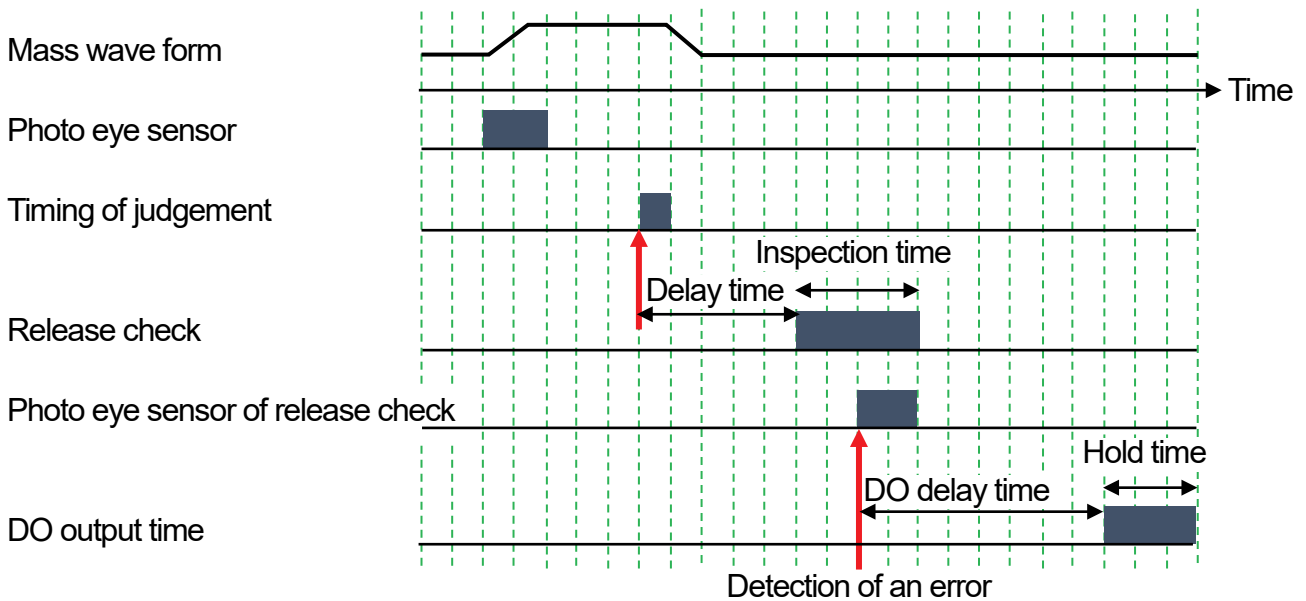 Mass wave form
Time
Photo eye sensor
Timing of judgement
Inspection time
Delay time
Release check
Photo eye sensor of release check
Hold time
DO delay time
DO output time
Detection of an error